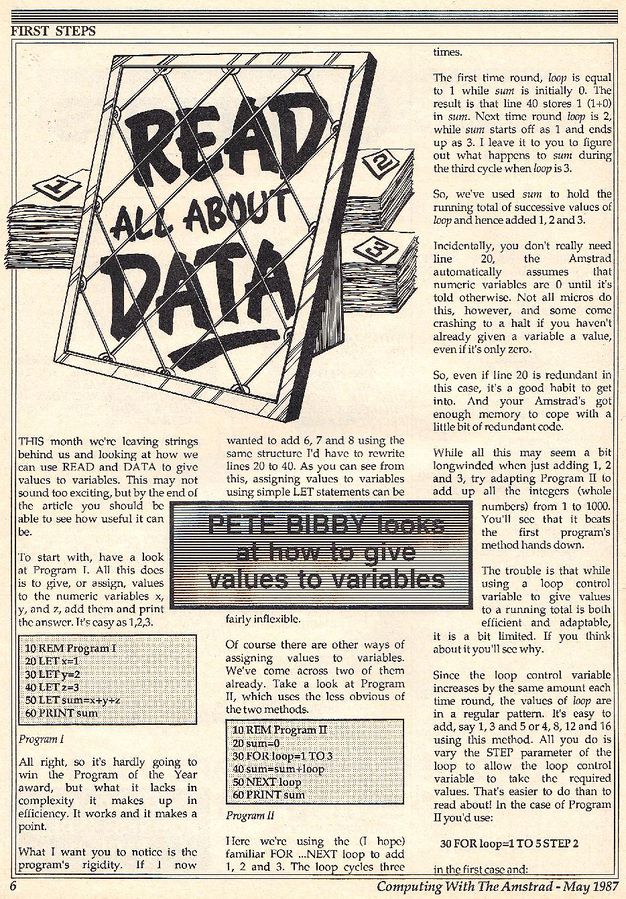 FIRST STEPS
READ
ALL ABOUT
DATA
1
2
3
THIS month we're leaving strings
behind us and looking at how we
can use READ and DATA to give
values to variables. This may not
sound too exciting, but by the end of
the article you should be
able to see how useful it can
be.
To start with, have a look
at Program I. All this does
is to give, or assign, values
to the numeric variables x,
y, and z, add them and print
the answer. It's easy as 1,2,3.
10 REM Program I
20 LET x=1
30 LET y=2
40 LET z=3
50 LET sum=x+y+z
60 PRINT sum
Program I
All right, so it's hardly going to
win the Program of the Year
award, but what it lacks in
complexity it makes up in
efficiency. It works and it makes a
point.
What I want you to notice is the
program's rigidity. If I now
wanted to add 6, 7 and 8 using the
same structure I'd have to rewrite
lines 20 to 40. As you can see from
this, assigning values to variables
using simple LET statements can be
PETE BIBBY looks
at how to give
values to variables
fairly inflexible.
Of course there are other ways of
assigning values to variables.
We've come across two of them
already. Take a look at Program
II, which uses the less obvious of
the two methods.
10 REM Program II
20 sum=0
30 FOR loop=1 TO 3
40 sum=sum+loop
50 NEXT loop
60 PRINT sum
Program II
Here we're using the (I hope)
familiar FOR ...NEXT loop to add
1, 2 and 3. The loop cycles three
times.
The first time round, loop is equal
to 1 while sum is initially 0. The
result is that line 40 stores 1 (1+0)
in sum. Next time round loop is 2,
while sum starts off as 1 and ends
up as 3. I leave it to you to figure
out what happens to sum during
the third cycle when loop is 3.
So, we've used sum to hold the
running total of successive values of
loop and hence added 1, 2 and 3.
Incidentally, you don't really need
line 20, the Amstrad
automatically assumes that
numeric variables are 0 until it's
told otherwise. Not all micros do
this, however, and some come
crashing to a halt if you haven't
already given a variable a value,
even if it's only zero.
So, even if line 20 is redundant in
this case, it's a good habit to get
into. And your Amstrad's got
enough memory to cope with a
little bit of redundant code.
While all this may seem a bit
longwinded when just adding 1, 2
and 3, try adapting Program II to
add up all the integers (whole
numbers) from 1 to 1000.
You'll see that it beats
the first program's
method hands down.
The trouble is that while
using a loop control
variable to give values
to a running total is both
efficient and adaptable,
it is a bit limited. If you think
about it you'll see why.
Since the loop control variable
increases by the same amount each
time round, the values of loop are
in a regular pattern. It's easy to
add, say 1, 3 and 5 or 4, 8, 12 and 16
using this method. All you do is
vary the STEP parameter of the
loop to allow the loop control
variable to take the required
values. That's easier to do than to
read about! In the case of Program
II you'd use:
30 FOR loop=1 TO 5 STEP 2
in the first case and:
6
Computing With The Amstrad - May 1987